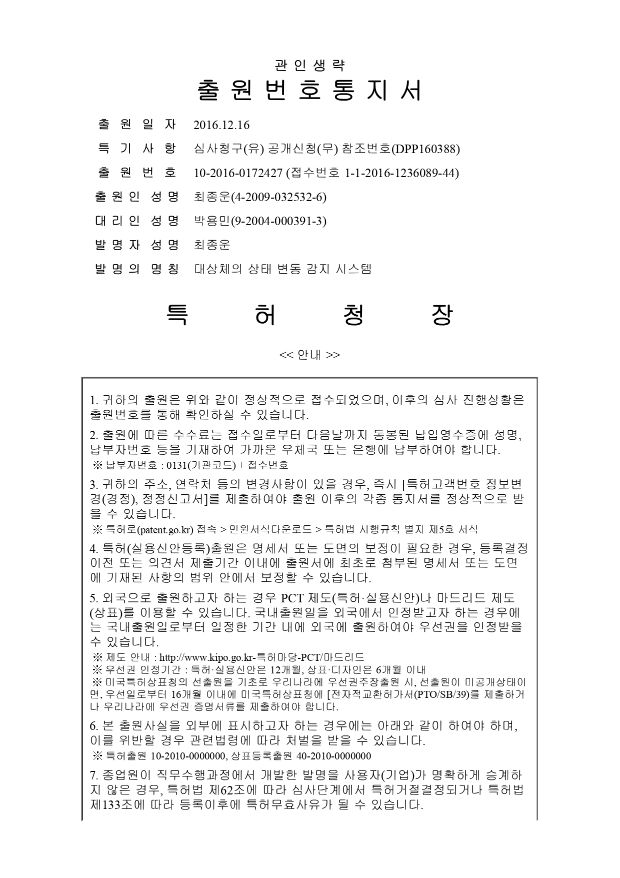 관 인 생 략
출 원 번 호 통 지 서
출 원 일 자 2016.12.16
특 기 사 항 심사청구(유) 공개신청(무) 참조번호(DPP160388)
출 원 번 호 10-2016-0172427 (접수번호 1-1-2016-1236089-44)
출 원 인 성 명 최종운(4-2009-032532-6)
대 리 인 성 명 박용민(9-2004-000391-3)
발 명 자 성 명 최종운
발 명 의 명 칭 대상체의 상태 변동 감지 시스템
특 허 청 장
<< 안내 >>
1. 귀하의 출원은 위와 같이 정상적으로 접수되었으며, 이후의 심사 진행상황은
출원번호를 통해 확인하실 수 있습니다.
2. 출원에 따른 수수료는 접수일로부터 다음날까지 동봉된 납입영수증에 성명,
납부자번호 등을 기재하여 가까운 우체국 또는 은행에 납부하여야 합니다.
※ 납부자번호 : 0131(기관코드) + 접수번호
3. 귀하의 주소, 연락처 등의 변경사항이 있을 경우, 즉시 [특허고객번호 정보변
경(경정), 정정신고서]를 제출하여야 출원 이후의 각종 통지서를 정상적으로 받
을 수 있습니다.
※ 특허로(patent.go.kr) 접속 > 민원서식다운로드 > 특허법 시행규칙 별지 제5호 서식
4. 특허(실용신안등록)출원은 명세서 또는 도면의 보정이 필요한 경우, 등록결정
이전 또는 의견서 제출기간 이내에 출원서에 최초로 첨부된 명세서 또는 도면
에 기재된 사항의 범위 안에서 보정할 수 있습니다.
5. 외국으로 출원하고자 하는 경우 PCT 제도(특허·실용신안)나 마드리드 제도
(상표)를 이용할 수 있습니다. 국내출원일을 외국에서 인정받고자 하는 경우에
는 국내출원일로부터 일정한 기간 내에 외국에 출원하여야 우선권을 인정받을
수 있습니다.
※ 제도 안내 : http://www.kipo.go.kr-특허마당-PCT/마드리드
※ 우선권 인정기간 : 특허·실용신안은 12개월, 상표·디자인은 6개월 이내
※ 미국특허상표청의 선출원을 기초로 우리나라에 우선권주장출원 시, 선출원이 미공개상태이
면, 우선일로부터 16개월 이내에 미국특허상표청에 [전자적교환허가서(PTO/SB/39)를 제출하거
나 우리나라에 우선권 증명서류를 제출하여야 합니다.
6. 본 출원사실을 외부에 표시하고자 하는 경우에는 아래와 같이 하여야 하며,
이를 위반할 경우 관련법령에 따라 처벌을 받을 수 있습니다.
※ 특허출원 10-2010-0000000, 상표등록출원 40-2010-0000000
7. 종업원이 직무수행과정에서 개발한 발명을 사용자(기업)가 명확하게 승계하
지 않은 경우, 특허법 제62조에 따라 심사단계에서 특허거절결정되거나 특허법
제133조에 따라 등록이후에 특허무효사유가 될 수 있습니다.